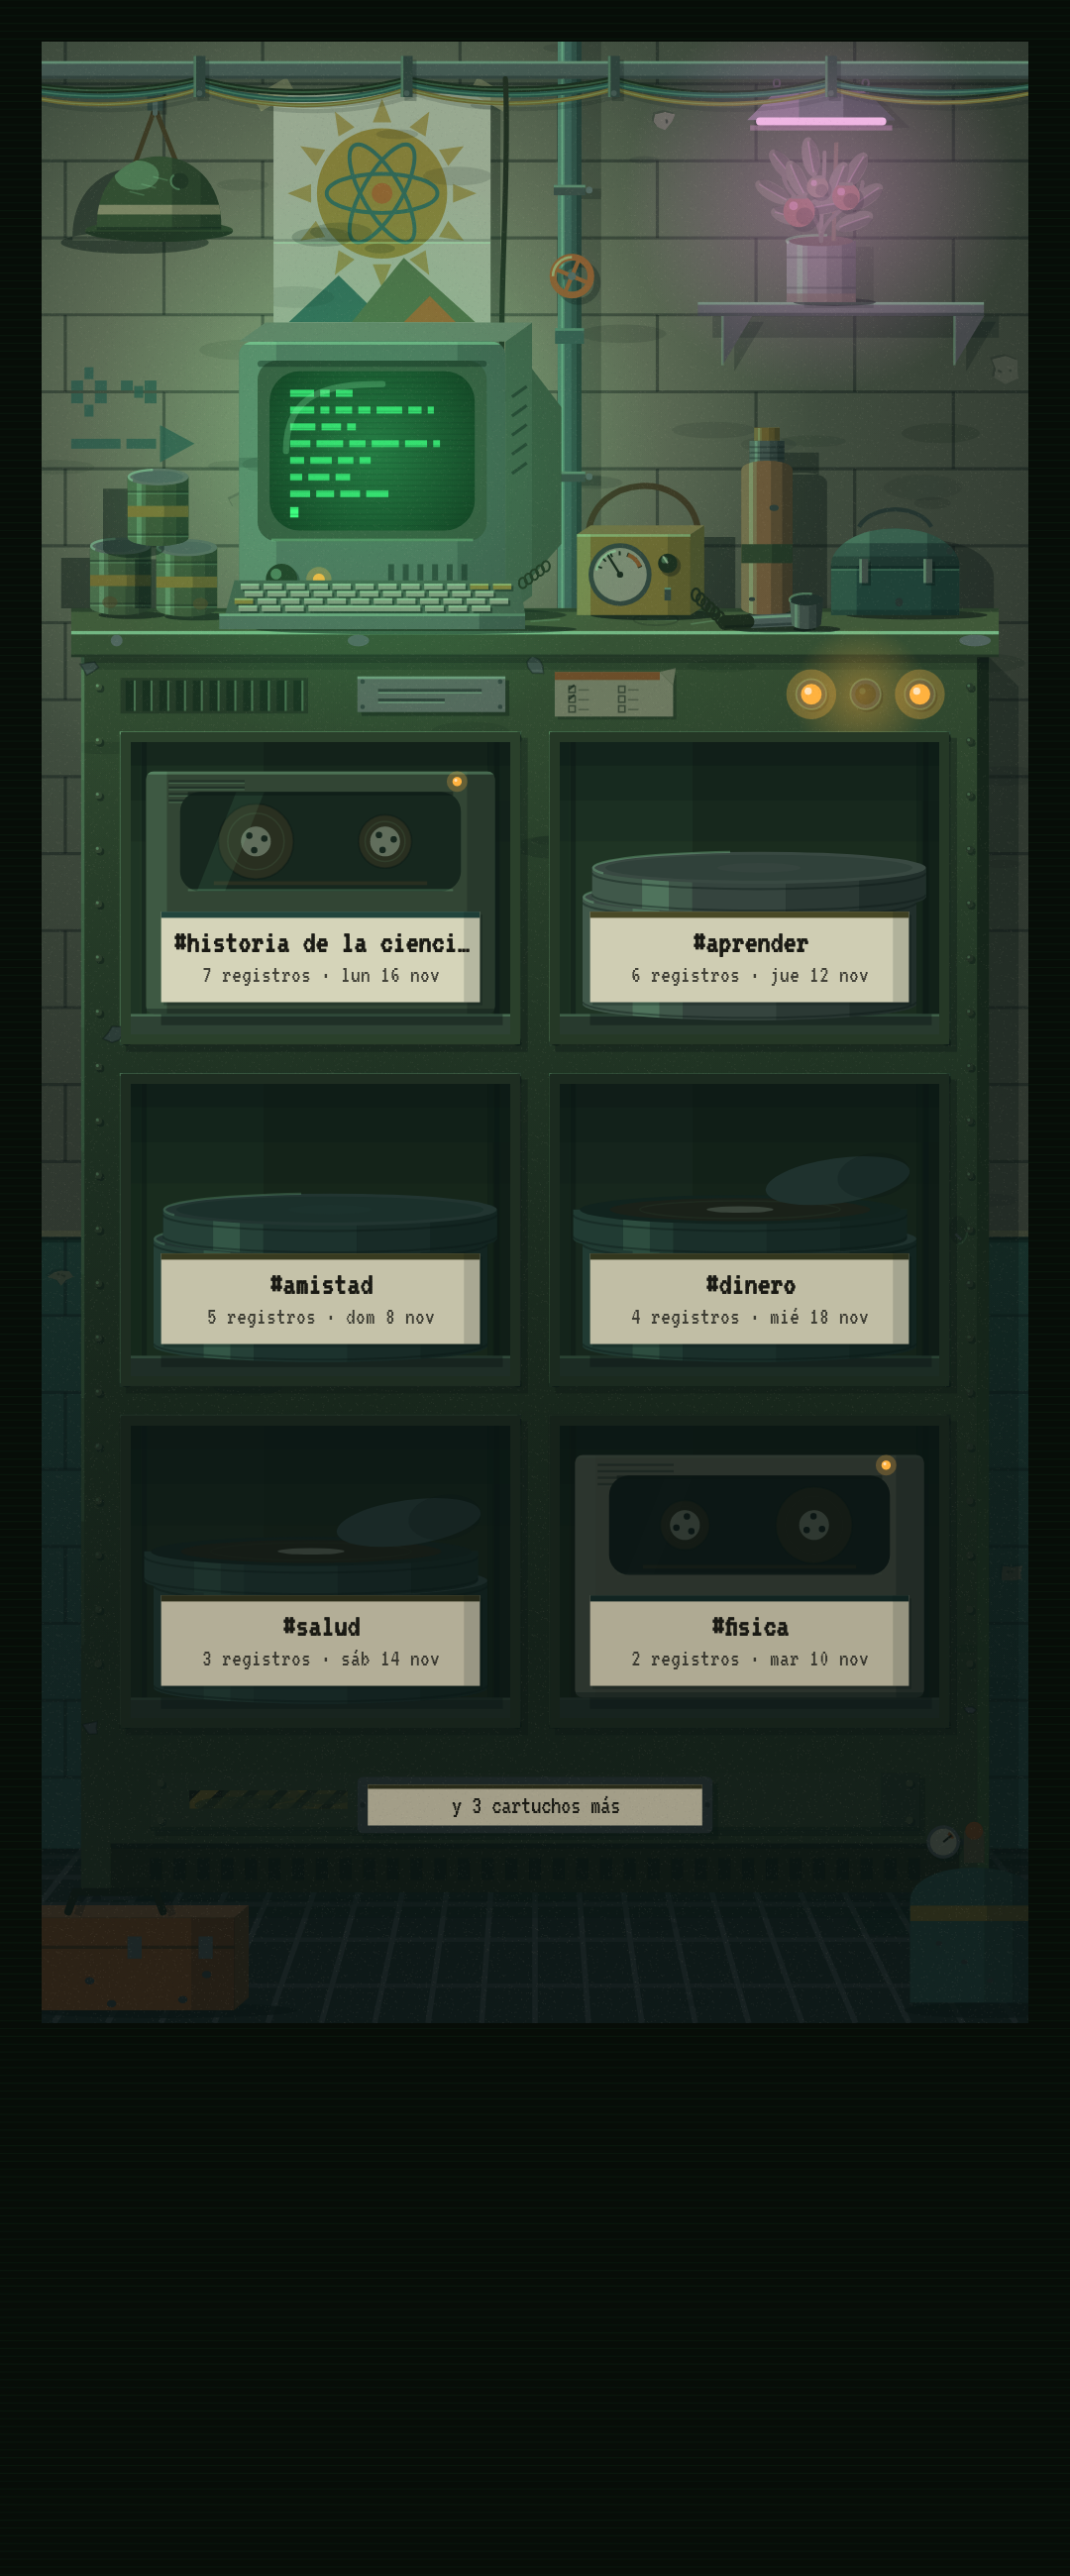 #historia de la cienci…
7 registros · lun 16 nov
#aprender
6 registros · jue 12 nov
#amistad
5 registros · dom 8 nov
#dinero
4 registros · mié 18 nov
#salud
3 registros · sáb 14 nov
#fisica
2 registros · mar 10 nov
y 3 cartuchos más